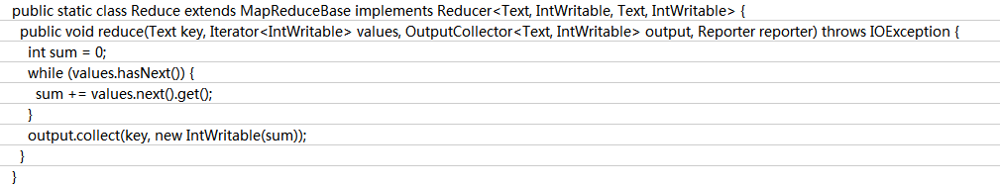 public static class Reduce extends MapReduceBase implements Reducer<Text, IntWritable, Text, IntWritable> {
public void reduce(Text key, Iterator<IntWritable> values, OutputCollector<Text, IntWritable> output, Reporter reporter) throws IOException {
int sum = 0;
while (values.hasNext()) {
sum += values.next().get();
}
output.collect(key, new IntWritable(sum));
}
}